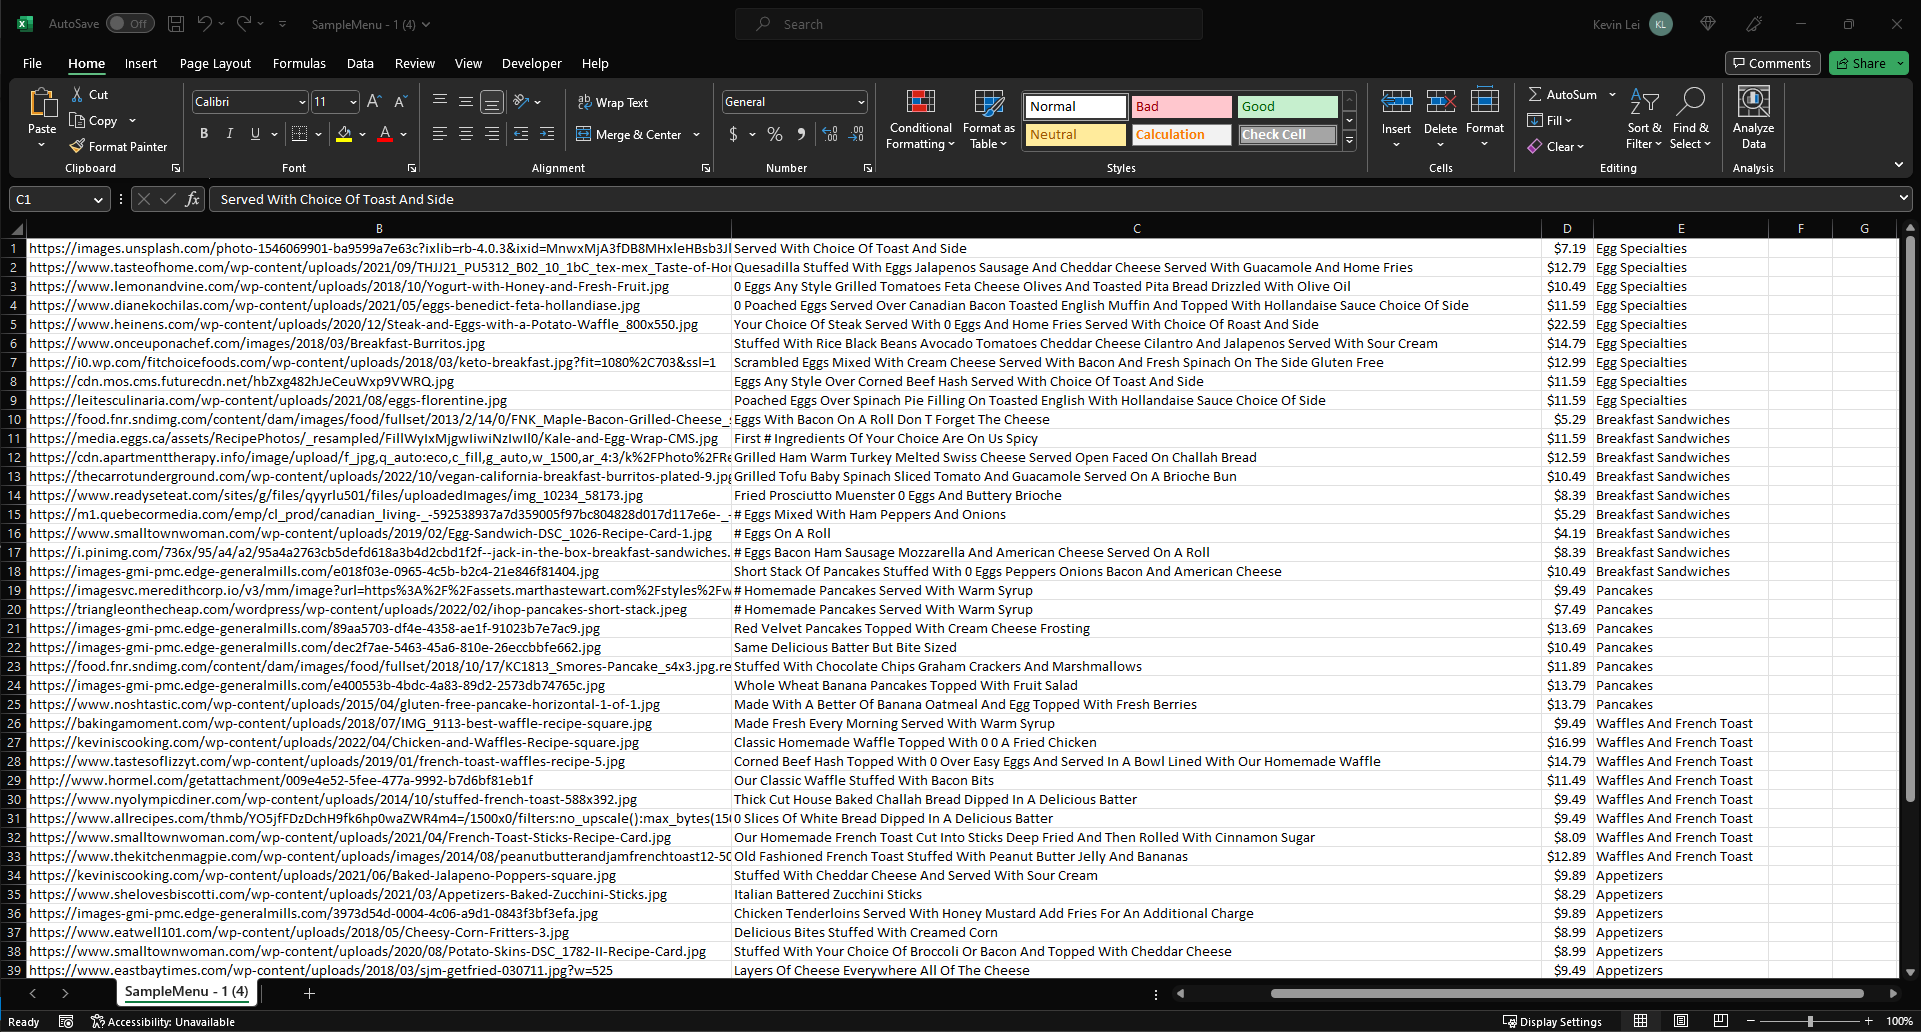 AutoSave Off SampleMenu - 1 (4) Search Kevin Lei KL
File Home Insert Page Layout Formulas Data Review View Developer Help Comments Share
Paste Cut Copy Format Painter Clipboard
Calibri 11 B I U A Font
ab Wrap Text Merge & Center Alignment
General $ % Number
Conditional Formatting Format as Table Normal Bad Good Neutral Calculation Check Cell Styles
Insert Delete Format Cells
AutoSum Fill Clear Sort & Filter Find & Select Editing
Analyze Data Analysis
C1 fx Served With Choice Of Toast And Side
B C D E F G
1 https://images.unsplash.com/photo-1546069901-ba9599a7e63c?ixlib=rb-4.0.3&ixid=MnwxMjA3fDB8MHxleHBsb3Jl Served With Choice Of Toast And Side $7.19 Egg Specialties
2 https://www.tasteofhome.com/wp-content/uploads/2021/09/THJJ21_PU5312_B02_10_1bC_tex-mex_Taste-of-Hor Quesadilla Stuffed With Eggs Jalapenos Sausage And Cheddar Cheese Served With Guacamole And Home Fries $12.79 Egg Specialties
3 https://www.lemonandvine.com/wp-content/uploads/2018/10/Yogurt-with-Honey-and-Fresh-Fruit.jpg 0 Eggs Any Style Grilled Tomatoes Feta Cheese Olives And Toasted Pita Bread Drizzled With Olive Oil $10.49 Egg Specialties
4 https://www.dianekochilas.com/wp-content/uploads/2021/05/eggs-benedict-feta-hollandiase.jpg 0 Poached Eggs Served Over Canadian Bacon Toasted English Muffin And Topped With Hollandaise Sauce Choice Of Side $11.59 Egg Specialties
5 https://www.heinens.com/wp-content/uploads/2020/12/Steak-and-Eggs-with-a-Potato-Waffle_800x550.jpg Your Choice Of Steak Served With 0 Eggs And Home Fries Served With Choice Of Roast And Side $22.59 Egg Specialties
6 https://www.onceuponachef.com/images/2018/03/Breakfast-Burritos.jpg Stuffed With Rice Black Beans Avocado Tomatoes Cheddar Cheese Cilantro And Jalapenos Served With Sour Cream $14.79 Egg Specialties
7 https://i0.wp.com/fitchoicefoods.com/wp-content/uploads/2018/03/keto-breakfast.jpg?fit=1080%2C703&ssl=1 Scrambled Eggs Mixed With Cream Cheese Served With Bacon And Fresh Spinach On The Side Gluten Free $12.99 Egg Specialties
8 https://cdn.mos.cms.futurecdn.net/hbZxg482hJeCeuWxp9VWRQ.jpg Eggs Any Style Over Corned Beef Hash Served With Choice Of Toast And Side $11.59 Egg Specialties
9 https://leitesculinaria.com/wp-content/uploads/2021/08/eggs-florentine.jpg Poached Eggs Over Spinach Pie Filling On Toasted English With Hollandaise Sauce Choice Of Side $11.59 Egg Specialties
10 https://food.fnr.sndimg.com/content/dam/images/food/fullset/2013/2/14/0/FNK_Maple-Bacon-Grilled-Cheese_s Eggs With Bacon On A Roll Don T Forget The Cheese $5.29 Breakfast Sandwiches
11 https://media.eggs.ca/assets/RecipePhotos/_resampled/FillWyIxMjgwIiwiNzIwIl0/Kale-and-Egg-Wrap-CMS.jpg First # Ingredients Of Your Choice Are On Us Spicy $11.59 Breakfast Sandwiches
12 https://cdn.apartmenttherapy.info/image/upload/f_jpg,q_auto:eco,c_fill,g_auto,w_1500,ar_4:3/k%2FPhoto%2FRe Grilled Ham Warm Turkey Melted Swiss Cheese Served Open Faced On Challah Bread $12.59 Breakfast Sandwiches
13 https://thecarrotunderground.com/wp-content/uploads/2022/10/vegan-california-breakfast-burritos-plated-9.jpg Grilled Tofu Baby Spinach Sliced Tomato And Guacamole Served On A Brioche Bun $10.49 Breakfast Sandwiches
14 https://www.readyseteat.com/sites/g/files/qyyrlu501/files/uploadedImages/img_10234_58173.jpg Fried Prosciutto Muenster 0 Eggs And Buttery Brioche $8.39 Breakfast Sandwiches
15 https://m1.quebecormedia.com/emp/cl_prod/canadian_living-_-592538937a7d359005f97bc804828d017d117e6e-_- # Eggs Mixed With Ham Peppers And Onions $5.29 Breakfast Sandwiches
16 https://www.smalltownwoman.com/wp-content/uploads/2019/02/Egg-Sandwich-DSC_1026-Recipe-Card-1.jpg # Eggs On A Roll $4.19 Breakfast Sandwiches
17 https://i.pinimg.com/736x/95/a4/a2/95a4a2763cb5defd618a3b4d2cbd1f2f--jack-in-the-box-breakfast-sandwiches. # Eggs Bacon Ham Sausage Mozzarella And American Cheese Served On A Roll $8.39 Breakfast Sandwiches
18 https://images-gmi-pmc.edge-generalmills.com/e018f03e-0965-4c5b-b2c4-21e846f81404.jpg Short Stack Of Pancakes Stuffed With 0 Eggs Peppers Onions Bacon And American Cheese $10.49 Breakfast Sandwiches
19 https://imagesvc.meredithcorp.io/v3/mm/image?url=https%3A%2F%2Fassets.marthastewart.com%2Fstyles%2Fw # Homemade Pancakes Served With Warm Syrup $9.49 Pancakes
20 https://triangleonthecheap.com/wordpress/wp-content/uploads/2022/02/ihop-pancakes-short-stack.jpeg # Homemade Pancakes Served With Warm Syrup $7.49 Pancakes
21 https://images-gmi-pmc.edge-generalmills.com/89aa5703-df4e-4358-ae1f-91023b7e7ac9.jpg Red Velvet Pancakes Topped With Cream Cheese Frosting $13.69 Pancakes
22 https://images-gmi-pmc.edge-generalmills.com/dec2f7ae-5463-45a6-810e-26eccbbfe662.jpg Same Delicious Batter But Bite Sized $10.49 Pancakes
23 https://food.fnr.sndimg.com/content/dam/images/food/fullset/2018/10/17/KC1813_Smores-Pancake_s4x3.jpg.re Stuffed With Chocolate Chips Graham Crackers And Marshmallows $11.89 Pancakes
24 https://images-gmi-pmc.edge-generalmills.com/e400553b-4bdc-4a83-89d2-2573db74765c.jpg Whole Wheat Banana Pancakes Topped With Fruit Salad $13.79 Pancakes
25 https://www.noshtastic.com/wp-content/uploads/2015/04/gluten-free-pancake-horizontal-1-of-1.jpg Made With A Better Of Banana Oatmeal And Egg Topped With Fresh Berries $13.79 Pancakes
26 https://bakingamoment.com/wp-content/uploads/2018/07/IMG_9113-best-waffle-recipe-square.jpg Made Fresh Every Morning Served With Warm Syrup $9.49 Waffles And French Toast
27 https://keviniscooking.com/wp-content/uploads/2022/04/Chicken-and-Waffles-Recipe-square.jpg Classic Homemade Waffle Topped With 0 0 A Fried Chicken $16.99 Waffles And French Toast
28 https://www.tastesoflizzyt.com/wp-content/uploads/2019/01/french-toast-waffles-recipe-5.jpg Corned Beef Hash Topped With 0 Over Easy Eggs And Served In A Bowl Lined With Our Homemade Waffle $14.79 Waffles And French Toast
29 http://www.hormel.com/getattachment/009e4e52-5fee-477a-9992-b7d6bf81eb1f Our Classic Waffle Stuffed With Bacon Bits $11.49 Waffles And French Toast
30 https://www.nyolympicdiner.com/wp-content/uploads/2014/10/stuffed-french-toast-588x392.jpg Thick Cut House Baked Challah Bread Dipped In A Delicious Batter $9.49 Waffles And French Toast
31 https://www.allrecipes.com/thmb/YO5jfFDzDchH9fk6hp0waZWR4m4=/1500x0/filters:no_upscale():max_bytes(150 0 Slices Of White Bread Dipped In A Delicious Batter $9.49 Waffles And French Toast
32 https://www.smalltownwoman.com/wp-content/uploads/2021/04/French-Toast-Sticks-Recipe-Card.jpg Our Homemade French Toast Cut Into Sticks Deep Fried And Then Rolled With Cinnamon Sugar $8.09 Waffles And French Toast
33 https://www.thekitchenmagpie.com/wp-content/uploads/images/2014/08/peanutbutterandjamfrenchtoast12-50 Old Fashioned French Toast Stuffed With Peanut Butter Jelly And Bananas $12.89 Waffles And French Toast
34 https://keviniscooking.com/wp-content/uploads/2021/06/Baked-Jalapeno-Poppers-square.jpg Stuffed With Cheddar Cheese And Served With Sour Cream $9.89 Appetizers
35 https://www.shelovesbiscotti.com/wp-content/uploads/2021/03/Appetizers-Baked-Zucchini-Sticks.jpg Italian Battered Zucchini Sticks $8.29 Appetizers
36 https://images-gmi-pmc.edge-generalmills.com/3973d54d-0004-4c06-a9d1-0843f3bf3efa.jpg Chicken Tenderloins Served With Honey Mustard Add Fries For An Additional Charge $9.89 Appetizers
37 https://www.eatwell101.com/wp-content/uploads/2018/05/Cheesy-Corn-Fritters-3.jpg Delicious Bites Stuffed With Creamed Corn $8.99 Appetizers
38 https://www.smalltownwoman.com/wp-content/uploads/2020/08/Potato-Skins-DSC_1782-II-Recipe-Card.jpg Stuffed With Your Choice Of Broccoli Or Bacon And Topped With Cheddar Cheese $8.99 Appetizers
39 https://www.eastbaytimes.com/wp-content/uploads/2018/03/sjm-getfried-030711.jpg?w=525 Layers Of Cheese Everywhere All Of The Cheese $9.49 Appetizers
SampleMenu - 1 (4)
Ready Accessibility: Unavailable Display Settings 100%